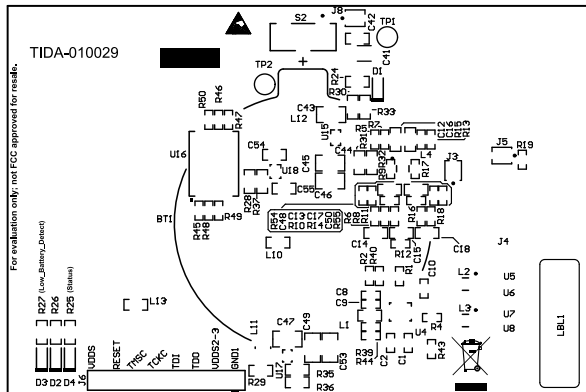 TIDA-010029
For evaluation only; not FCC approved for resale.
J8
S2
C42
TP1
C41
TP2
R24
D1
R30
R33
R50
R46
R47
C43
L12
U15
R5
R31
R7
C12
C16
R15
R13
U16
C54
U18
C45
C44
C46
R9
R32
L4
R17
J3
J5
R19
R28
R37
C55
BT1
R45
R48
R49
R54
C48
C13
R10
C17
R14
C50
R55
R6
R8
R11
R16
R18
C14
R12
C15
C18
L10
J4
R2
R40
R1
C10
L2
U5
U6
C8
C9
L3
U7
U8
L13
L11
C47
C49
L1
R4
LBL1
R27 (Low_Battery_Detect)
R26
R25 (Status)
D3
D2
D4
J6
VDDS
RESET
TMSC
TCKC
TDI
TDO
VDDS2-3
GND1
R29
U17
C53
R35
R36
R39
R44
C2
U4
C1
R43